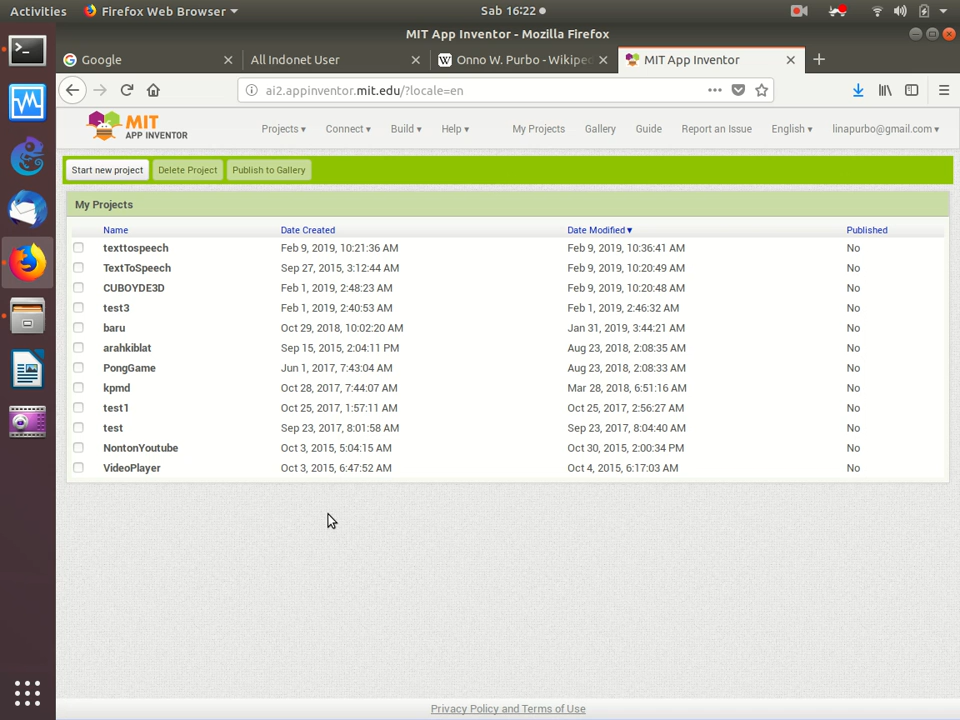 Activities Firefox Web Browser Sab 16:22
MIT App Inventor - Mozilla Firefox
Google All Indonet User Onno W. Purbo - Wikiped MIT App Inventor
ai2.appinventor.mit.edu/?locale=en
MIT
APP INVENTOR
Projects Connect Build Help My Projects Gallery Guide Report an Issue English linapurbo@gmail.com
Start new project Delete Project Publish to Gallery
My Projects
Name Date Created Date Modified Published
texttospeech Feb 9, 2019, 10:21:36 AM Feb 9, 2019, 10:36:41 AM No
TextToSpeech Sep 27, 2015, 3:12:44 AM Feb 9, 2019, 10:20:49 AM No
CUBOYDE3D Feb 1, 2019, 2:48:23 AM Feb 9, 2019, 10:20:48 AM No
test3 Feb 1, 2019, 2:40:53 AM Feb 1, 2019, 2:46:32 AM No
baru Oct 29, 2018, 10:02:20 AM Jan 31, 2019, 3:44:21 AM No
arahkiblat Sep 15, 2015, 2:04:11 PM Aug 23, 2018, 2:08:35 AM No
PongGame Jun 1, 2017, 7:43:04 AM Aug 23, 2018, 2:08:33 AM No
kpmd Oct 28, 2017, 7:44:07 AM Mar 28, 2018, 6:51:16 AM No
test1 Oct 25, 2017, 1:57:11 AM Oct 25, 2017, 2:56:27 AM No
test Sep 23, 2017, 8:01:58 AM Sep 23, 2017, 8:04:40 AM No
NontonYoutube Oct 3, 2015, 5:04:15 AM Oct 30, 2015, 2:00:34 PM No
VideoPlayer Oct 3, 2015, 6:47:52 AM Oct 4, 2015, 6:17:03 AM No
Privacy Policy and Terms of Use